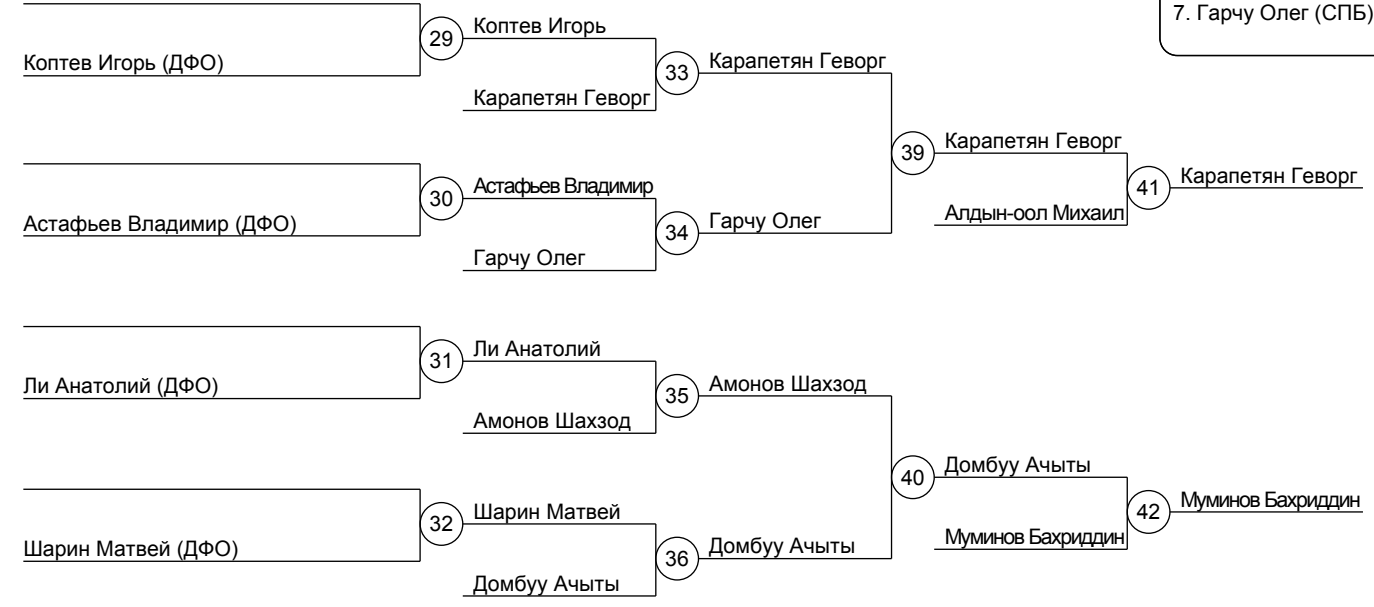 7. Гарчу Олег (СПБ)
Коптев Игорь (ДФО)
29
Коптев Игорь
Карапетян Геворг
33
Карапетян Геворг
Астафьев Владимир (ДФО)
30
Астафьев Владимир
Гарчу Олег
34
Гарчу Олег
39
Карапетян Геворг
Алдын-оол Михаил
41
Карапетян Геворг
Ли Анатолий (ДФО)
31
Ли Анатолий
Амонов Шахзод
35
Амонов Шахзод
Шарин Матвей (ДФО)
32
Шарин Матвей
Домбуу Ачыты
36
Домбуу Ачыты
40
Домбуу Ачыты
Муминов Бахриддин
42
Муминов Бахриддин